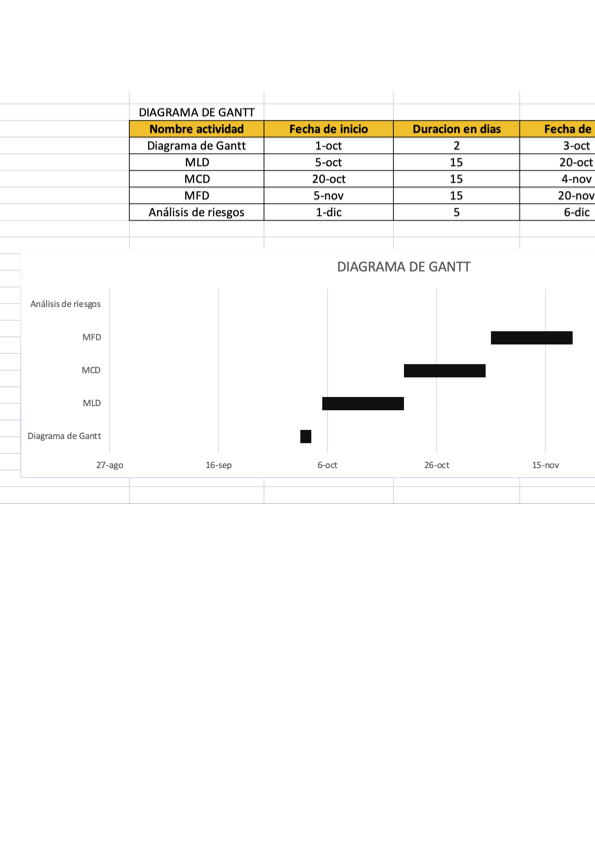 DIAGRAMA DE GANTT
Nombre actividad Fecha de inicio Duracion en dias Fecha de
Diagrama de Gantt 1-oct 2 3-oct
MLD 5-oct 15 20-oct
MCD 20-oct 15 4-nov
MFD 5-nov 15 20-nov
Análisis de riesgos 1-dic 5 6-dic
DIAGRAMA DE GANTT
Análisis de riesgos
MFD
MCD
MLD
Diagrama de Gantt
27-ago 16-sep 6-oct 26-oct 15-nov